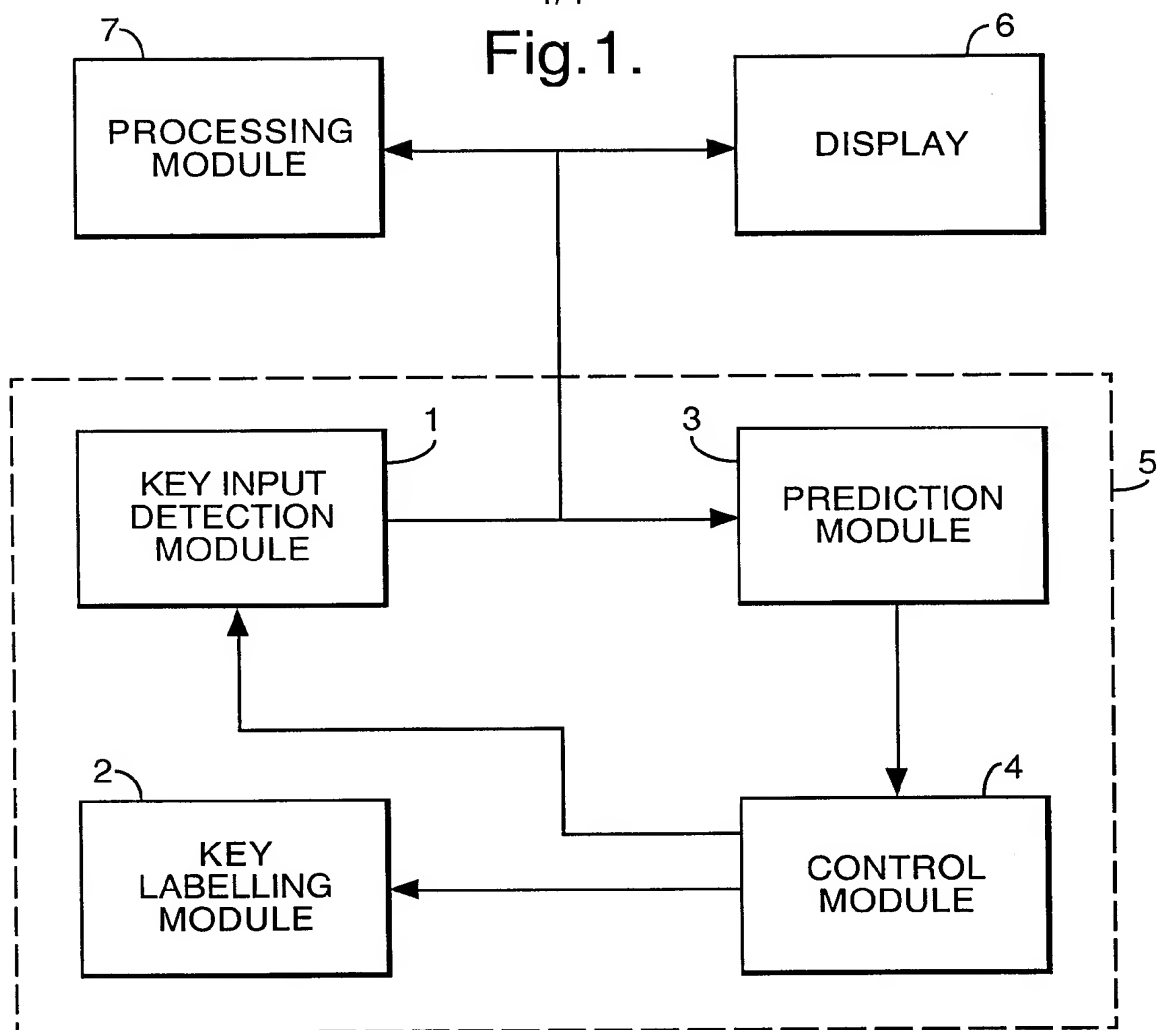 Fig.1.
7
6
PROCESSING
MODULE
DISPLAY
1
3
5
KEY INPUT
DETECTION
MODULE
PREDICTION
MODULE
2
4
KEY
LABELLING
MODULE
CONTROL
MODULE